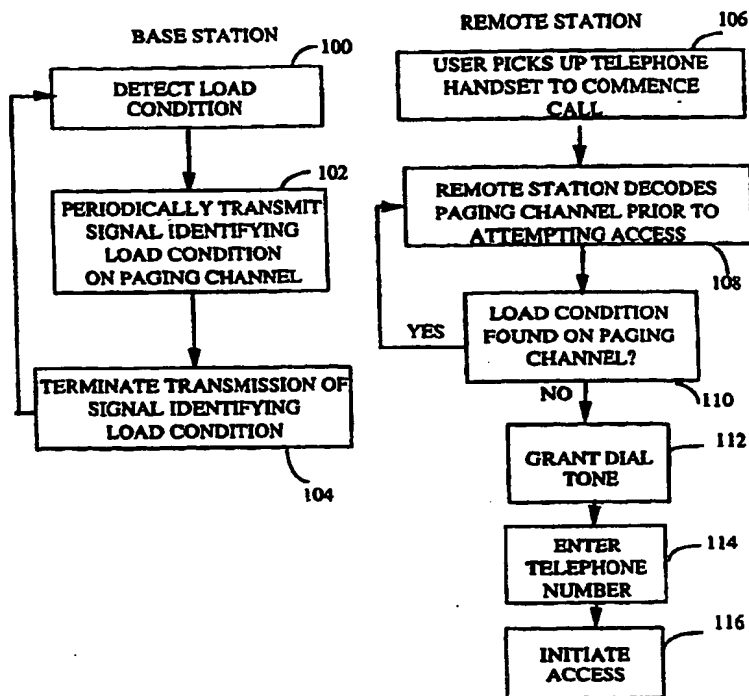 BASE STATION
100
DETECT LOAD
CONDITION
102
PERIODICALLY TRANSMIT
SIGNAL IDENTIFYING
LOAD CONDITION
ON PAGING CHANNEL
TERMINATE TRANSMISSION OF
SIGNAL IDENTIFYING
LOAD CONDITION
104
REMOTE STATION
106
USER PICKS UP TELEPHONE
HANDSET TO COMMENCE
CALL
REMOTE STATION DECODES
PAGING CHANNEL PRIOR TO
ATTEMPTING ACCESS
108
LOAD CONDITION
FOUND ON PAGING
CHANNEL?
YES
NO
110
112
GRANT DIAL
TONE
114
ENTER
TELEPHONE
NUMBER
116
INITIATE
ACCESS